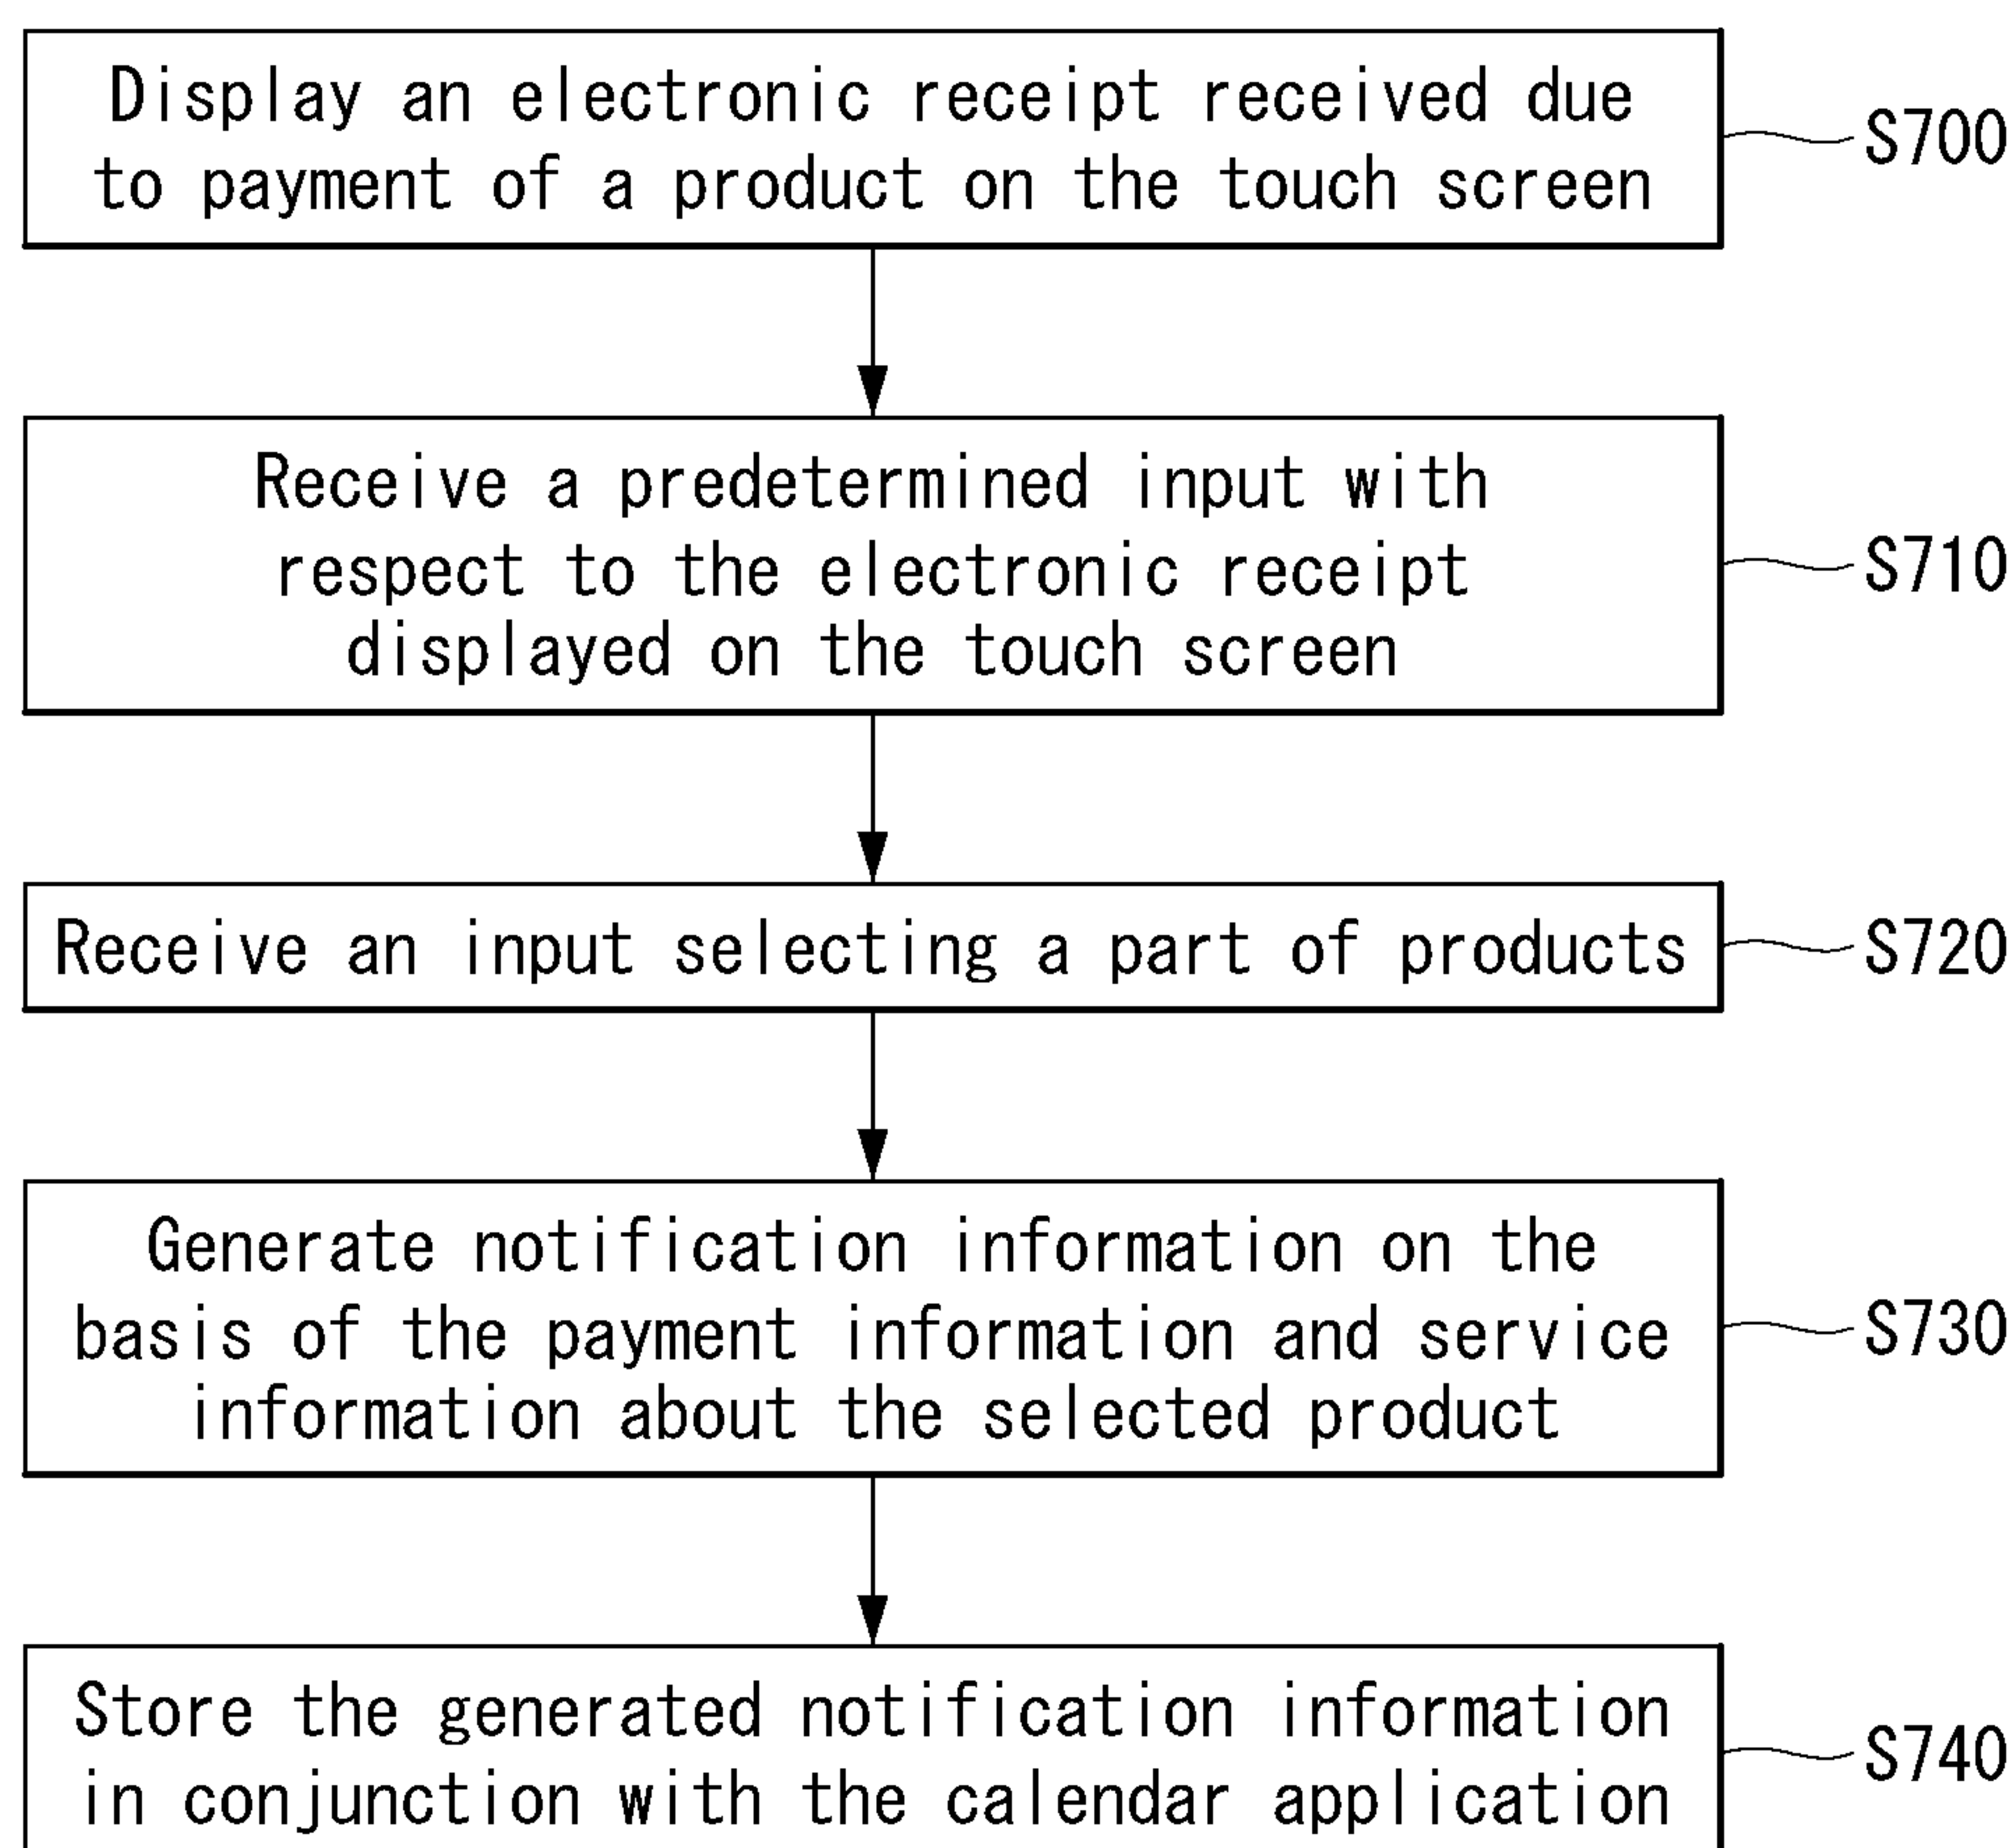 Display an electronic receipt received due
to payment of a product on the touch screen
S700
Receive a predetermined input with
respect to the electronic receipt
displayed on the touch screen
S710
Receive an input selecting a part of products
S720
Generate notification information on the
basis of the payment information and service
information about the selected product
S730
Store the generated notification information
in conjunction with the calendar application
S740